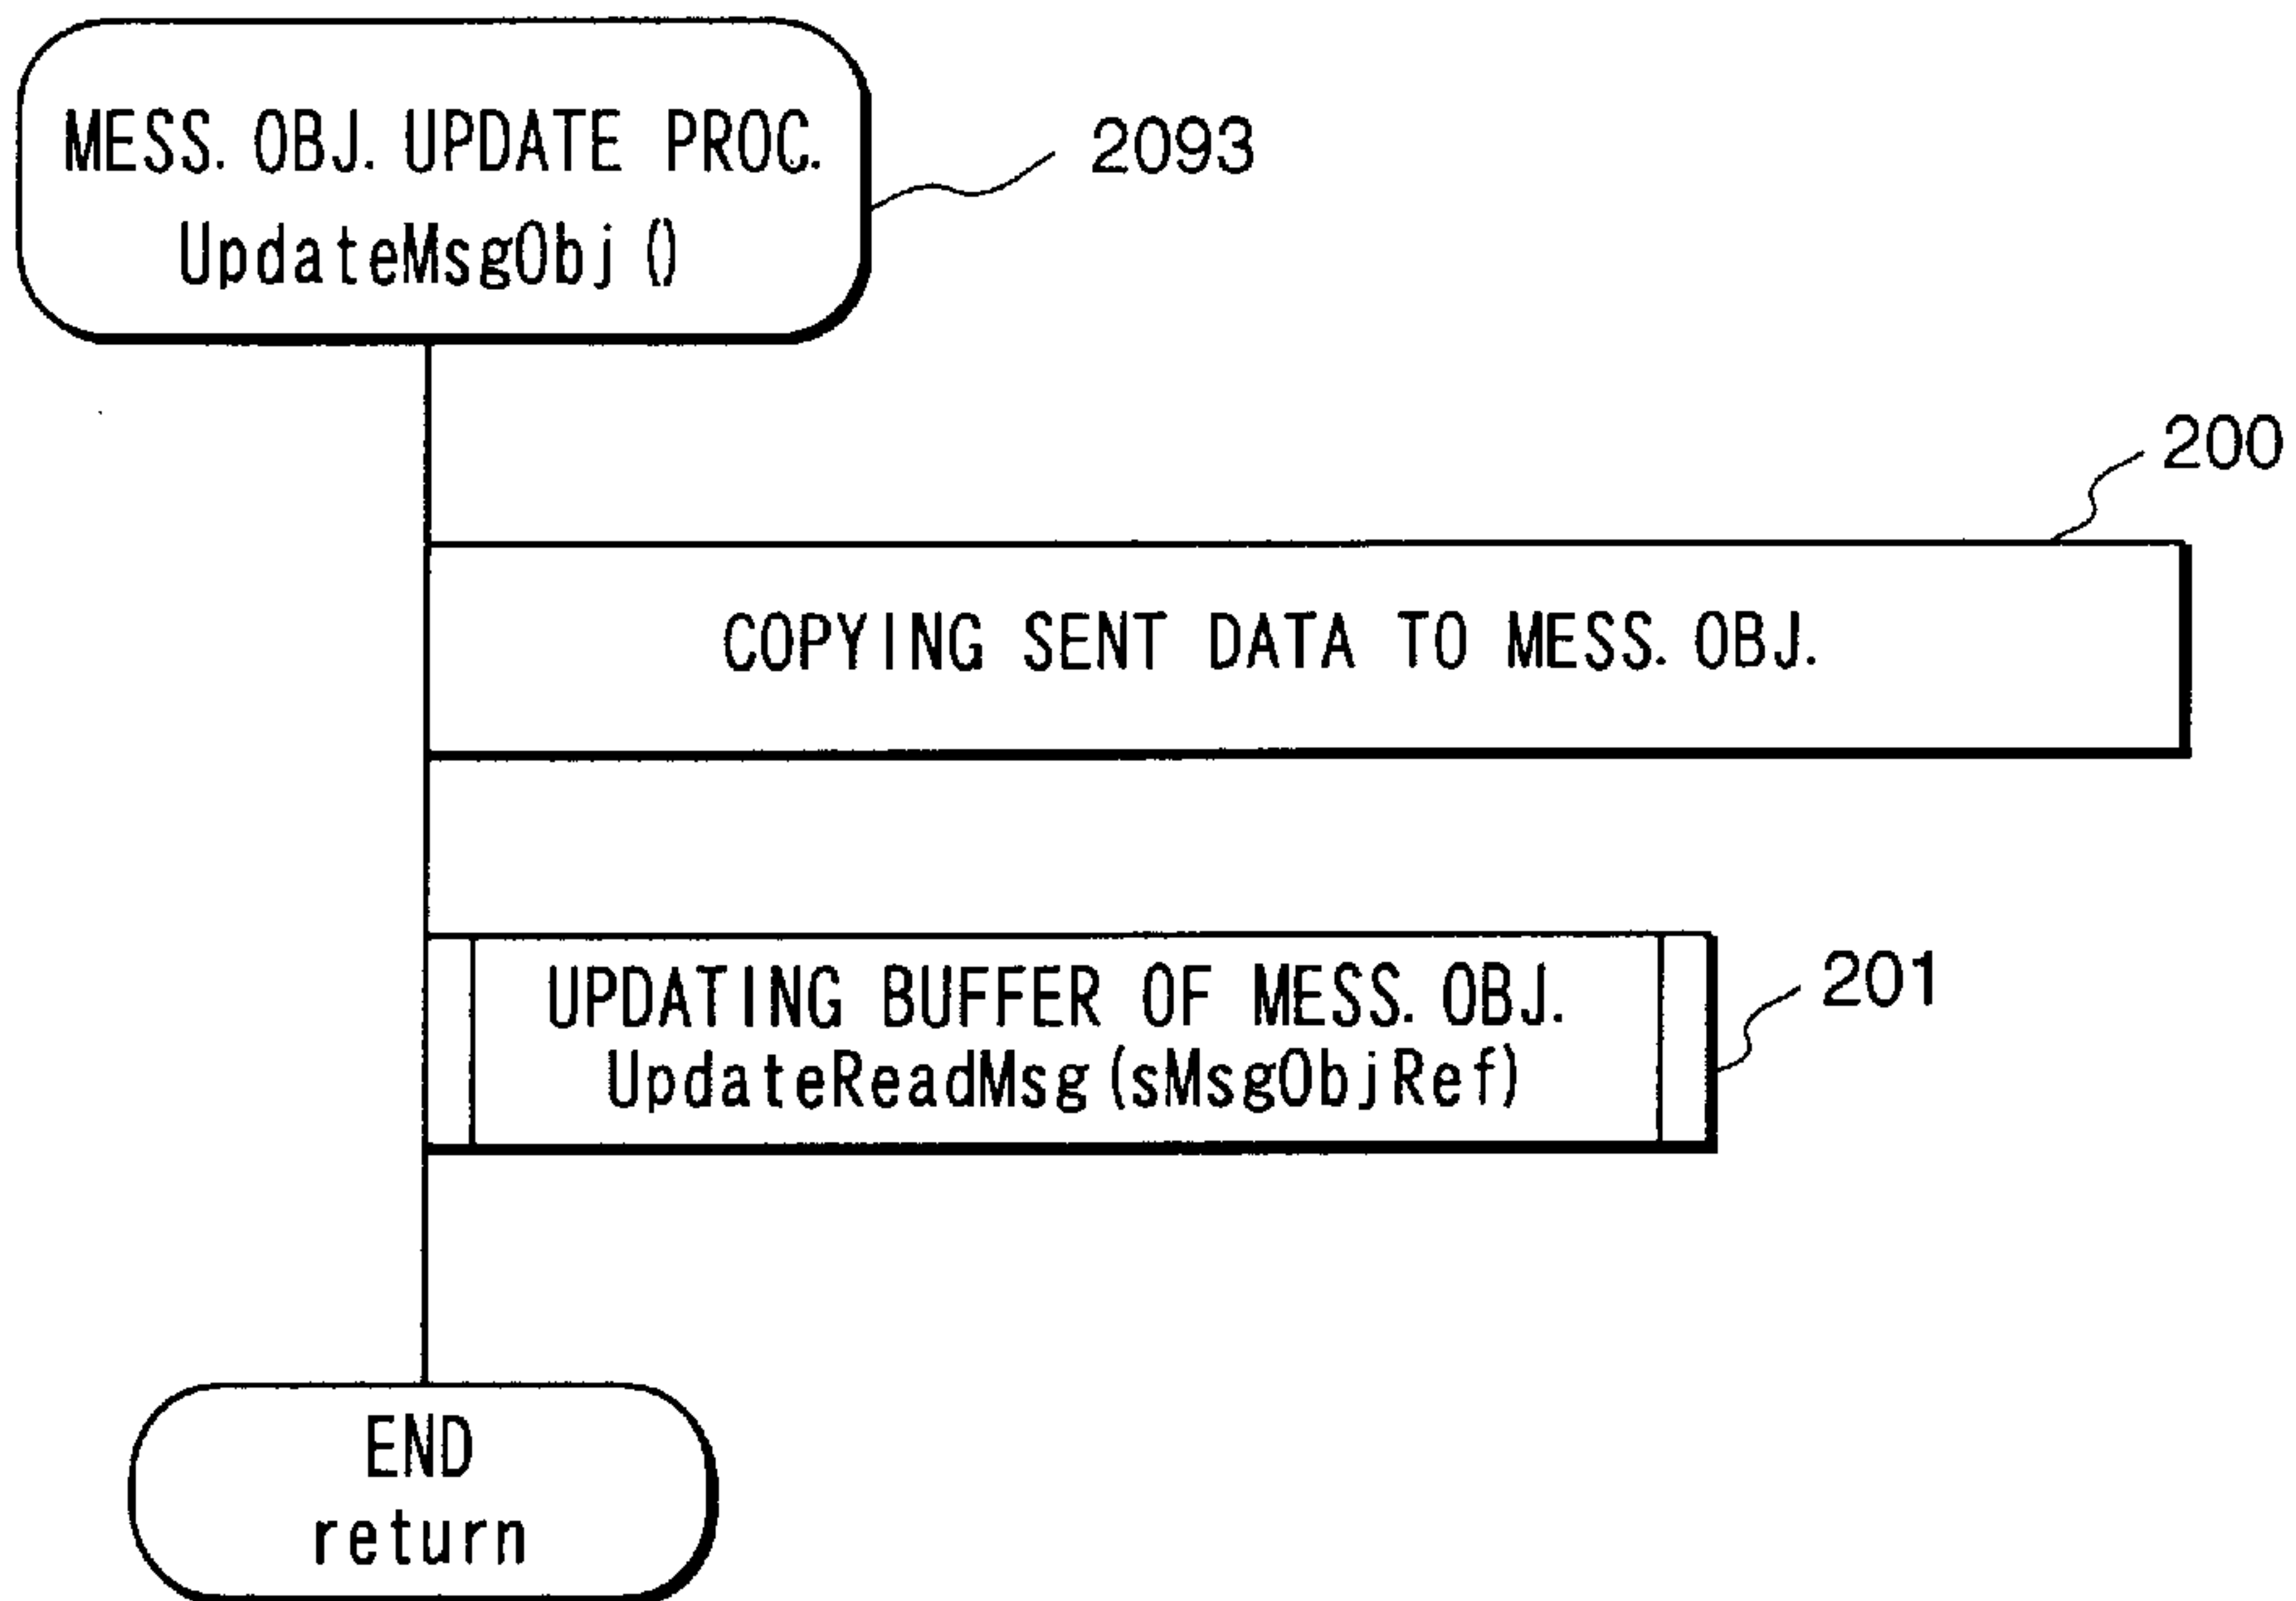 MESS. OBJ. UPDATE PROC.
UpdateMsgObj ()
2093
200
COPYING SENT DATA TO MESS. OBJ.
UPDATING BUFFER OF MESS. OBJ.
UpdateReadMsg (sMsgObjRef)
201
END
return